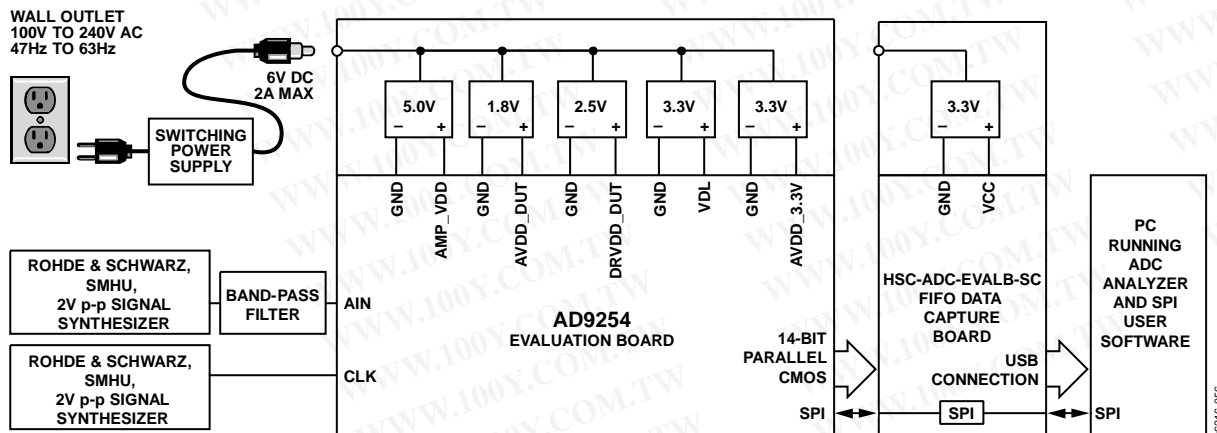 WALL OUTLET
100V TO 240V AC
47Hz TO 63Hz
6V DC
2A MAX
SWITCHING
POWER
SUPPLY
5.0V
1.8V
2.5V
3.3V
3.3V
3.3V
– +
– +
– +
– +
– +
– +
GND
AMP_VDD
GND
AVDD_DUT
GND
DRVDD_DUT
GND
VDL
GND
AVDD_3.3V
GND
VCC
ROHDE & SCHWARZ,
SMHU,
2V p-p SIGNAL
SYNTHESIZER
BAND-PASS
FILTER
AIN
ROHDE & SCHWARZ,
SMHU,
2V p-p SIGNAL
SYNTHESIZER
CLK
AD9254
EVALUATION BOARD
14-BIT
PARALLEL
CMOS
SPI
HSC-ADC-EVALB-SC
FIFO DATA
CAPTURE
BOARD
USB
CONNECTION
SPI
PC
RUNNING
ADC
ANALYZER
AND SPI
USER
SOFTWARE
SPI
WWW.100Y.COM.TW